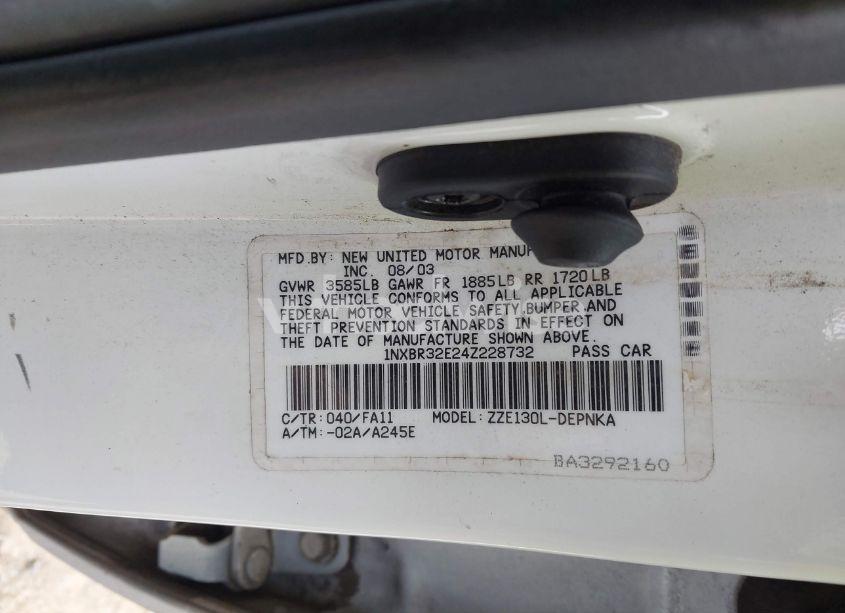 MFD.BY: NEW UNITED MOTOR MANUF
INC. 08/03
GVWR 3585LB GAWR FR 1885LB RR 1720LB
THIS VEHICLE CONFORMS TO ALL APPLICABLE
FEDERAL MOTOR VEHICLE SAFETY,BUMPER,AND
THEFT PREVENTION STANDARDS IN EFFECT ON
THE DATE OF MANUFACTURE SHOWN ABOVE.
1NXBR32E24Z228732 PASS CAR
C/TR:040/FA11 MODEL:ZZE130L-DEPNKA
A/TM:-02A/A245E
BA3292160